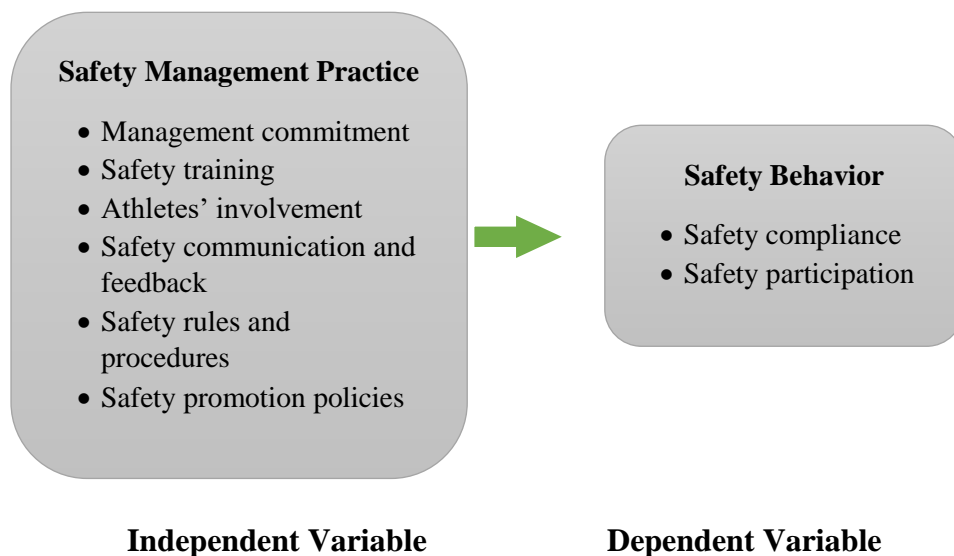 Safety Management Practice
• Management commitment
• Safety training
• Athletes’ involvement
• Safety communication and
feedback
• Safety rules and
procedures
• Safety promotion policies
Safety Behavior
• Safety compliance
• Safety participation
Independent Variable
Dependent Variable